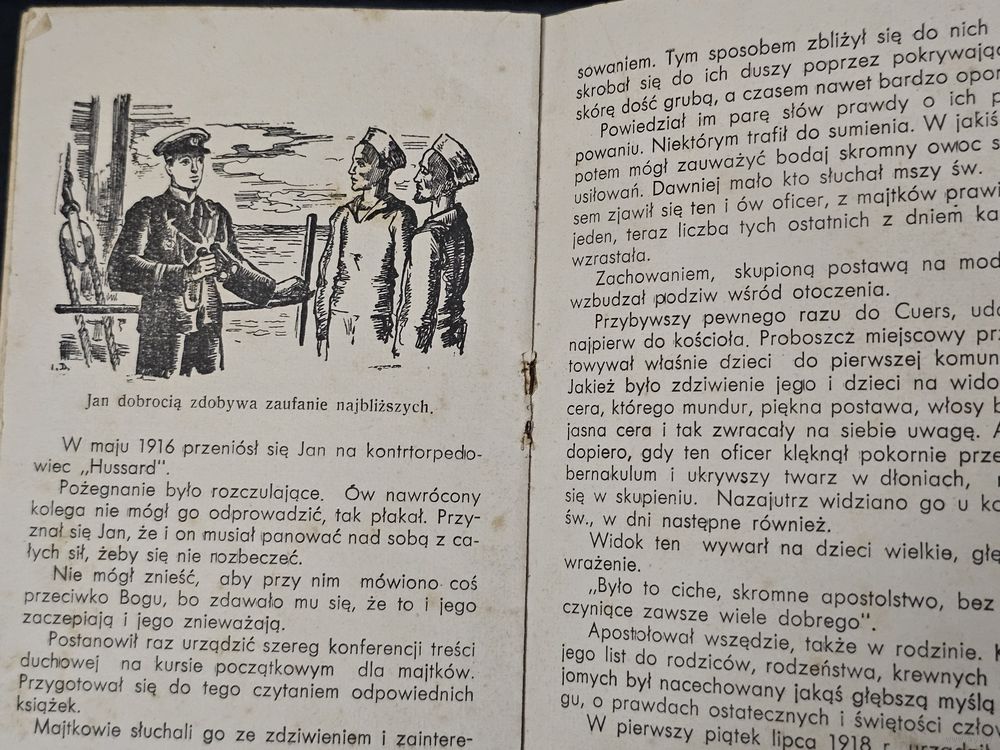 I.D.
Jan dobrocią zdobywa zaufanie najbliższych.
W maju 1916 przeniósł się Jan na kontrtorpedo-
wiec „Hussard".
Pożegnanie było rozczulające. Ów nawrócony
kolega nie mógł go odprowadzić, tak płakał. Przy-
znał się Jan, że i on musiał panować nad sobą z ca-
łych sił, żeby się nie rozbeczeć.
Nie mógł znieść, aby przy nim mówiono coś
przeciwko Bogu, bo zdawało mu się, że to i jego
zaczepiają i jego znieważają.
Postanowił raz urządzić szereg konferencji treści
duchowej na kursie początkowym dla majtków.
Przygotował się do tego czytaniem odpowiednich
książek.
Majtkowie słuchali go ze zdziwieniem i zaintere-
sowaniem. Tym sposobem zbliżył się do nich
skrobał się do ich duszy poprzez pokrywając
skórę dość grubą, a czasem nawet bardzo opor
Powiedział im parę słów prawdy o ich p
powaniu. Niektórym trafił do sumienia. W jakiś
potem mógł zauważyć bodaj skromny owoc s
usiłowań. Dawniej mało kto słuchał mszy św.
sem zjawił się ten i ów oficer, z majtków prawi
jeden, teraz liczba tych ostatnich z dniem ka
wzrastała.
Zachowaniem, skupioną postawą na mod
wzbudzał podziw wśród otoczenia.
Przybywszy pewnego razu do Cuers, uda
najpierw do kościoła. Proboszcz miejscowy prz
towywał właśnie dzieci do pierwszej komun
Jakież było zdziwienie jego i dzieci na wido
cera, którego mundur, piękna postawa, włosy b
jasna cera i tak zwracały na siebie uwagę. A
dopiero, gdy ten oficer klęknął pokornie prze
bernakulum i ukrywszy twarz w dłoniach,
się w skupieniu. Nazajutrz widziano go u ko
św., w dni następne również.
Widok ten wywarł na dzieci wielkie, głę
wrażenie.
„Było to ciche, skromne apostolstwo, bez
czyniące zawsze wiele dobrego".
Apostołował wszędzie, także w rodzinie. K
jego list do rodziców, rodzeństwa, krewnych
jomych był nacechowany jakąś głębszą myślą
gu, o prawdach ostatecznych i świętości człow
W pierwszy piątek lipca 1918 r.